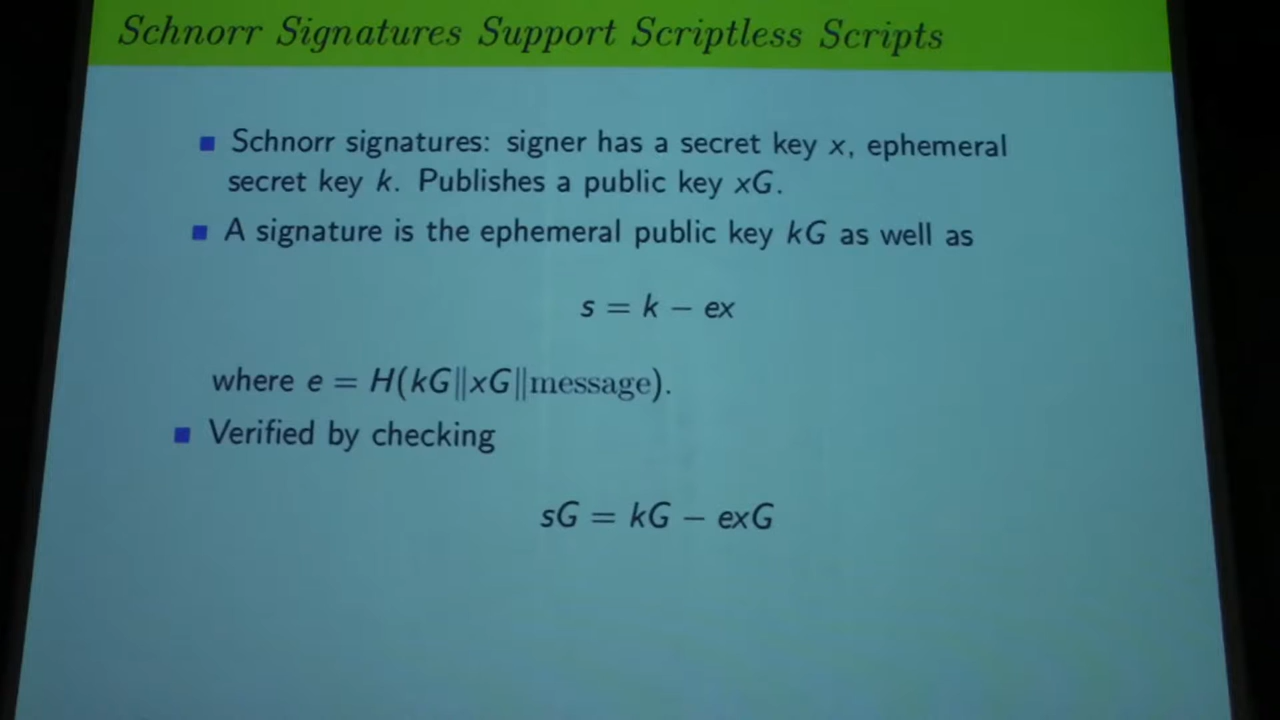 Schnorr Signatures Support Scriptless Scripts
Schnorr signatures: signer has a secret key x, ephemeral
secret key k. Publishes a public key xG.
A signature is the ephemeral public key kG as well as
s = k − ex
where e = H(kG‖xG‖message).
Verified by checking
sG = kG − exG